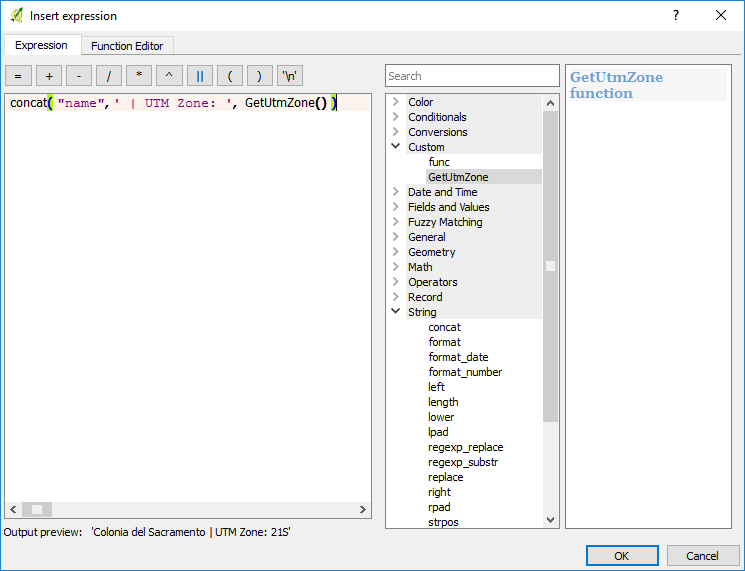 Insert expression
?
Expression
Function Editor
= + - / * ^ || ( ) '\n'
concat( "name",' | UTM Zone: ', GetUtmZone() )
Output preview: 'Colonia del Sacramento | UTM Zone: 21S'
Search
Color
Conditionals
Conversions
Custom
func
GetUtmZone
Date and Time
Fields and Values
Fuzzy Matching
General
Geometry
Math
Operators
Record
String
concat
format
format_date
format_number
left
length
lower
lpad
regexp_replace
regexp_substr
replace
right
rpad
strpos
GetUtmZone
function
OK
Cancel